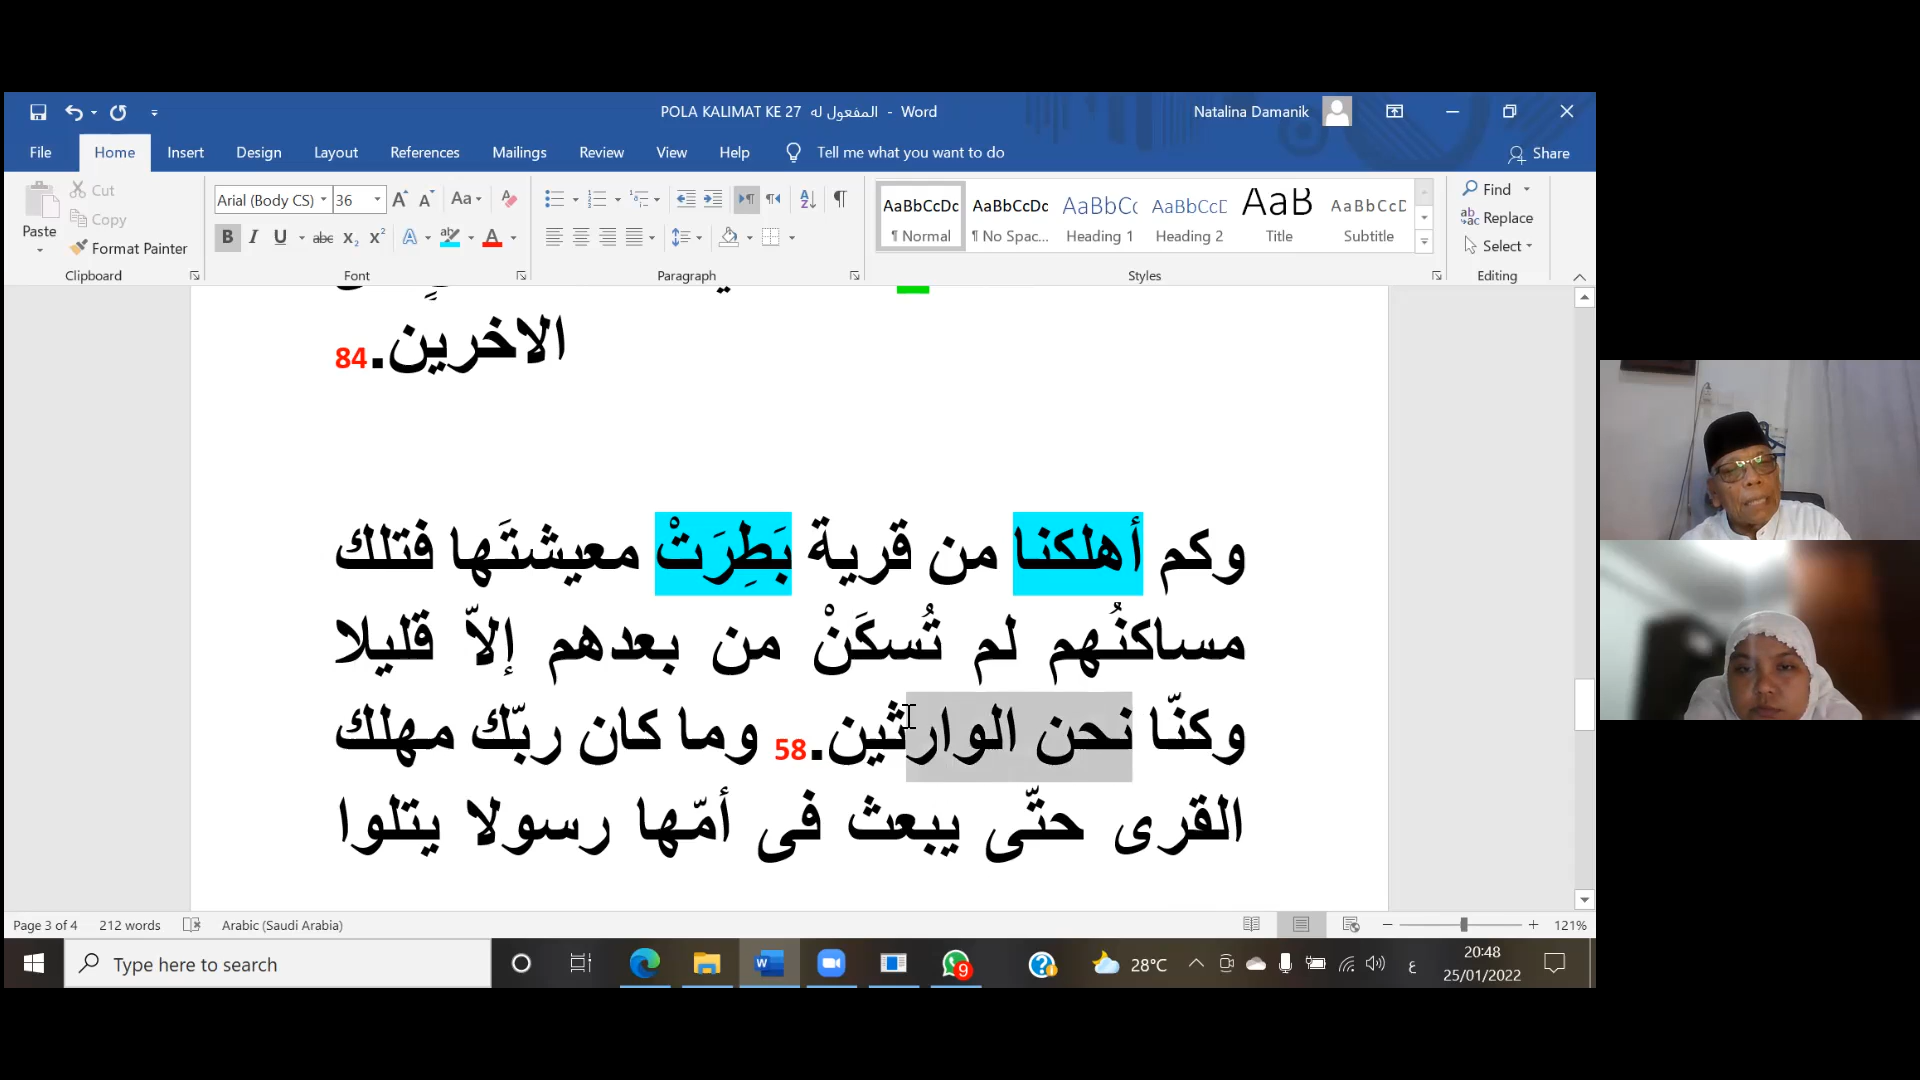 POLA KALIMAT KE 27 المفعول له - Word
Natalina Damanik
File Home Insert Design Layout References Mailings Review View Help Tell me what you want to do Share
Paste
Cut
Copy
Format Painter
Clipboard
Arial (Body CS) 36
Font
Paragraph
AaBbCcDc
¶ Normal
AaBbCcDc
¶ No Spac...
AaBbCc
Heading 1
AaBbCcD
Heading 2
AaB
Title
AaBbCcD
Subtitle
Styles
Find
Replace
Select
Editing
الاخرين.84
وكم أهلكنا من قرية بَطِرَتْ معيشتَها فتلك
مساكنُهم لم تُسكَنْ من بعدهم إلاّ قليلا
وكنّا نحن الوارثين.58 وما كان ربّك مهلك
القرى حتّى يبعث فى أمّها رسولا يتلوا
Page 3 of 4 212 words Arabic (Saudi Arabia) 121%
Type here to search
9
28°C
ع
20:48
25/01/2022